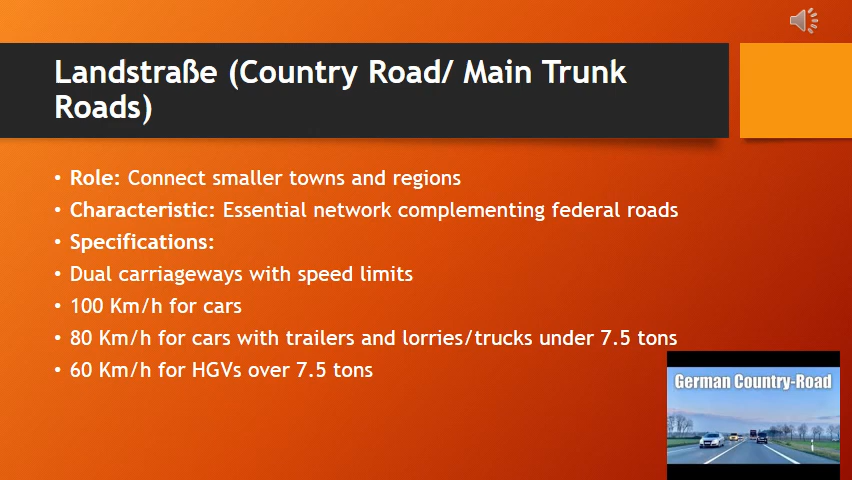 Landstraße (Country Road/ Main Trunk
Roads)
• Role: Connect smaller towns and regions
• Characteristic: Essential network complementing federal roads
• Specifications:
• Dual carriageways with speed limits
• 100 Km/h for cars
• 80 Km/h for cars with trailers and lorries/trucks under 7.5 tons
• 60 Km/h for HGVs over 7.5 tons
German Country-Road